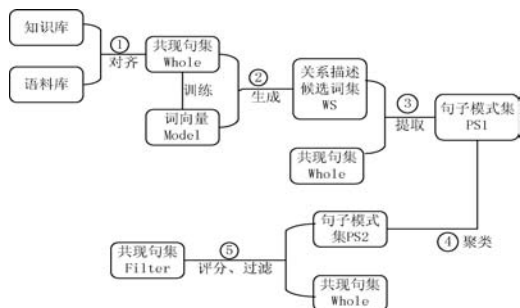 知识库
语料库
①
对齐
共现句集
Whole
训练
词向量
Model
②
生成
关系描述
候选词集
WS
共现句集
Whole
③
提取
句子模式集
PS1
④ 聚类
句子模式
集PS2
共现句集
Whole
⑤
评分、过滤
共现句集
Filter